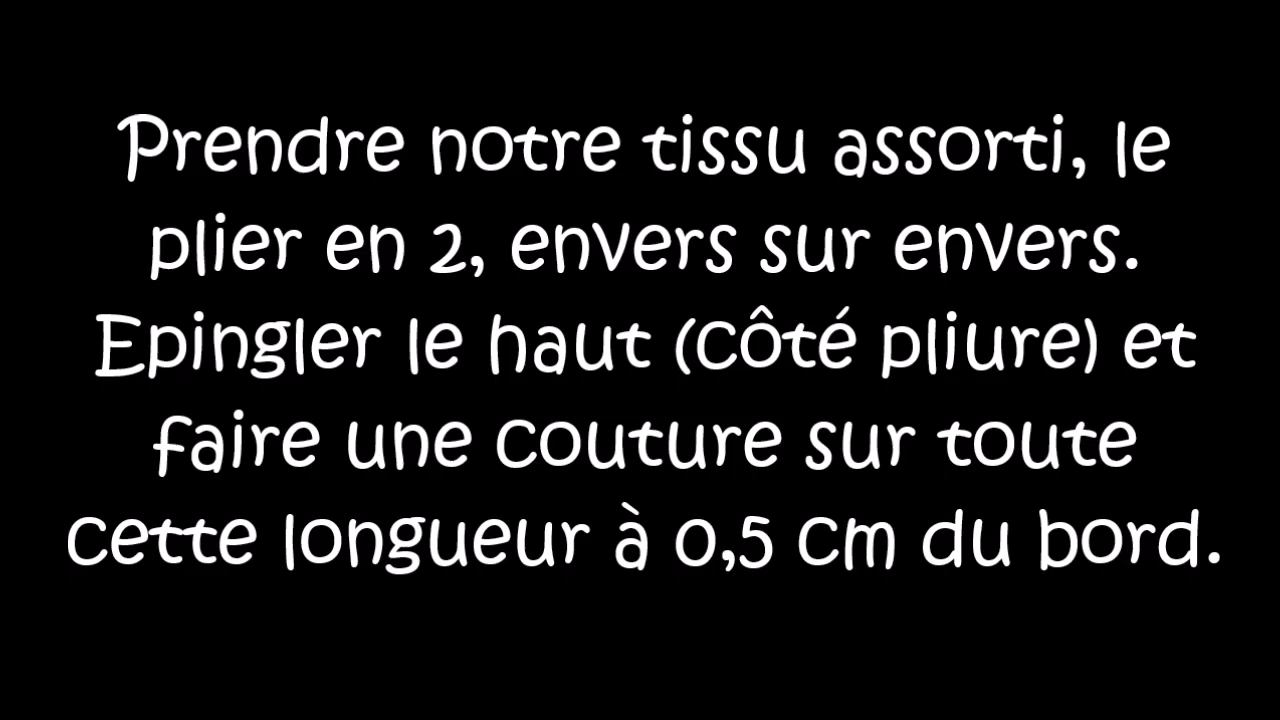 Prendre notre tissu assorti, le
plier en 2, envers sur envers.
Epingler le haut (côté pliure) et
faire une couture sur toute
cette longueur à 0,5 cm du bord.